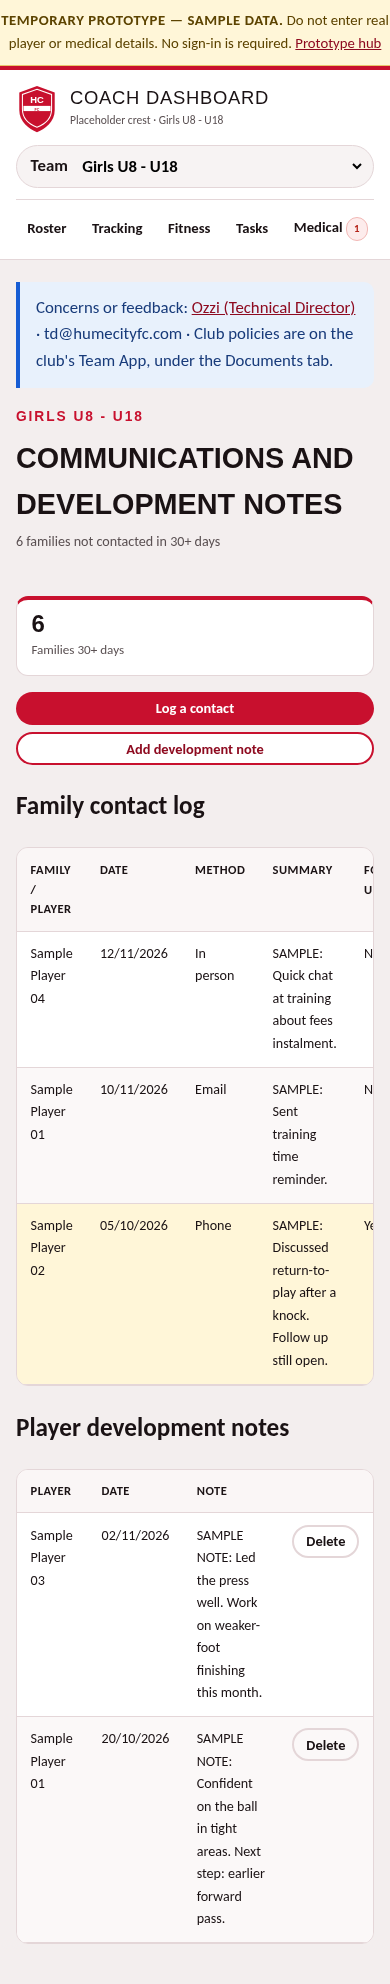 TEMPORARY PROTOTYPE — SAMPLE DATA. Do not enter real
player or medical details. No sign-in is required. Prototype hub
HC
FC
COACH DASHBOARD
Placeholder crest · Girls U8 - U18
Team Girls U8 - U18
Roster Tracking Fitness Tasks Medical 1
Concerns or feedback: Ozzi (Technical Director)
· td@humecityfc.com · Club policies are on the
club's Team App, under the Documents tab.
GIRLS U8 - U18
COMMUNICATIONS AND
DEVELOPMENT NOTES
6 families not contacted in 30+ days
6
Families 30+ days
Log a contact
Add development note
Family contact log
FAMILY / PLAYER DATE METHOD SUMMARY
Sample Player 04 12/11/2026 In person SAMPLE: Quick chat at training about fees instalment.
Sample Player 01 10/11/2026 Email SAMPLE: Sent training time reminder.
Sample Player 02 05/10/2026 Phone SAMPLE: Discussed return-to-play after a knock. Follow up still open.
Player development notes
PLAYER DATE NOTE
Sample Player 03 02/11/2026 SAMPLE NOTE: Led the press well. Work on weaker-foot finishing this month. Delete
Sample Player 01 20/10/2026 SAMPLE NOTE: Confident on the ball in tight areas. Next step: earlier forward pass. Delete